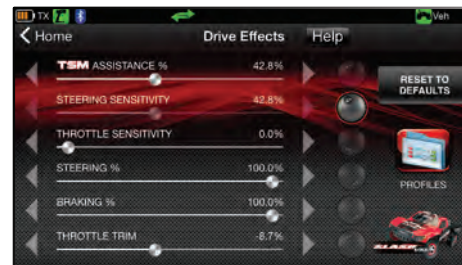 TX Veh
Home Drive Effects Help
TSM ASSISTANCE % 42.8%
STEERING SENSITIVITY 42.8%
THROTTLE SENSITIVITY 0.0%
STEERING % 100.0%
BRAKING % 100.0%
THROTTLE TRIM -8.7%
RESET TO
DEFAULTS
PROFILES
SLASH